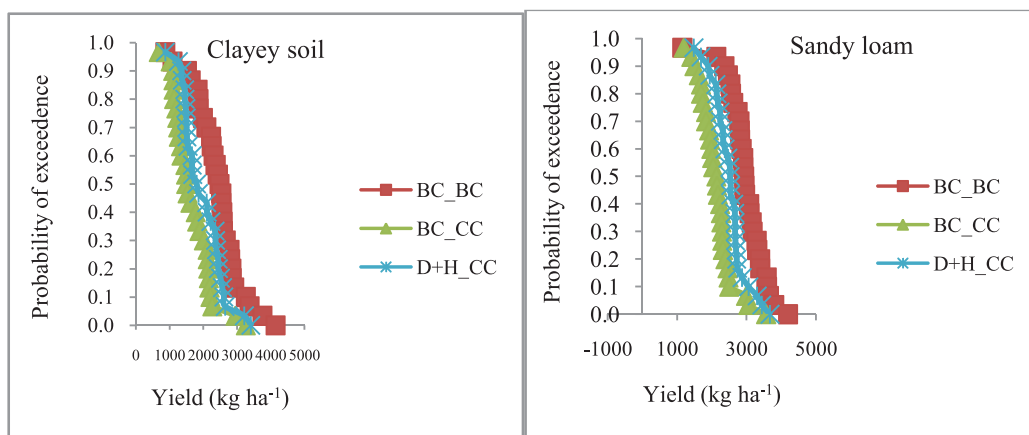 Clayey soil
Probability of exceedence
1.0
0.9
0.8
0.7
0.6
0.5
0.4
0.3
0.2
0.1
0.0
0 1000 2000 3000 4000 5000
Yield (kg ha-1)
BC_BC
BC_CC
D+H_CC
Sandy loam
Probability of exceedence
1.0
0.9
0.8
0.7
0.6
0.5
0.4
0.3
0.2
0.1
0.0
-1000 1000 3000 5000
Yield (kg ha-1)
BC_BC
BC_CC
D+H_CC